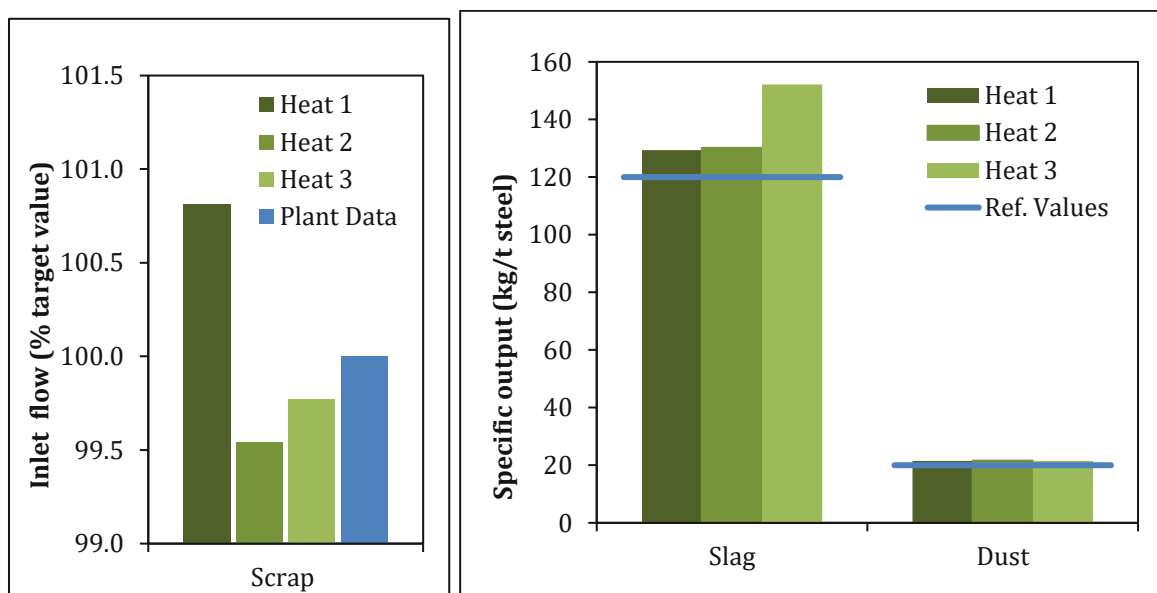 Inlet flow (% target value)
101.5
101.0
100.5
100.0
99.5
99.0
Heat 1
Heat 2
Heat 3
Plant Data
Scrap
Specific output (kg/t steel)
160
140
120
100
80
60
40
20
0
Heat 1
Heat 2
Heat 3
Ref. Values
Slag Dust